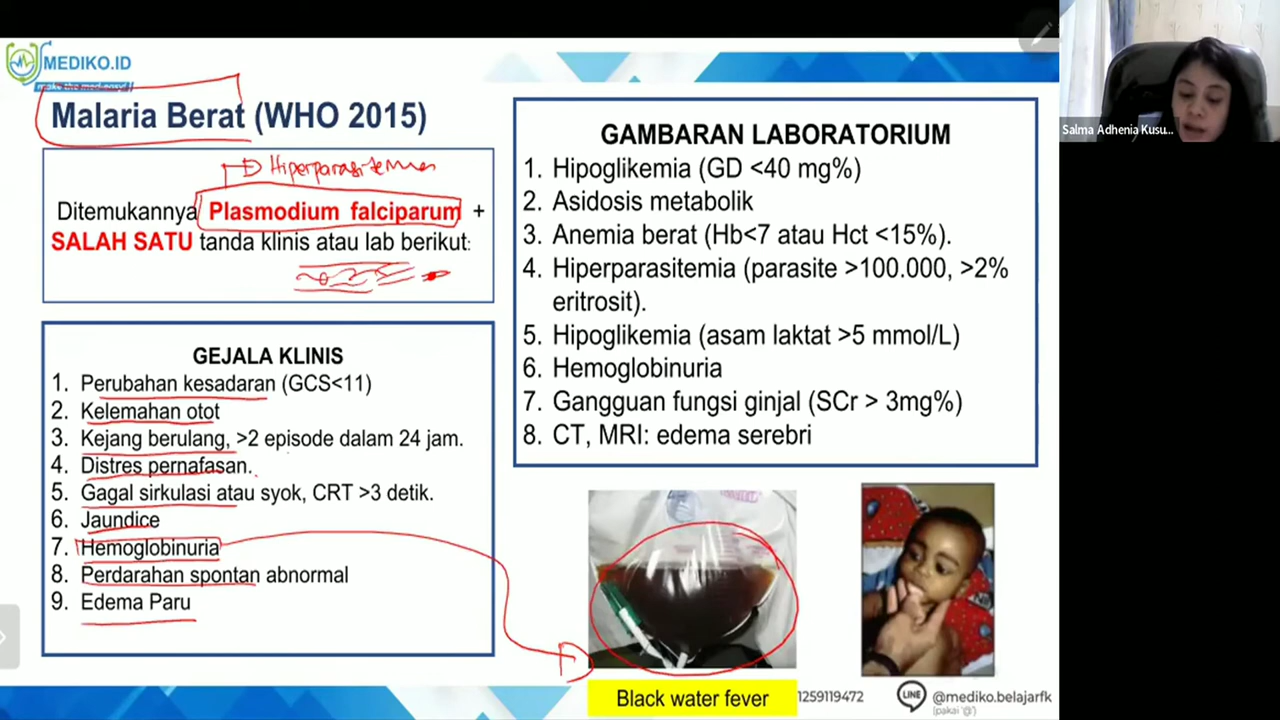 MEDIKO.ID
Malaria Berat (WHO 2015)
Hiperparasitemia
Ditemukannya Plasmodium falciparum +
SALAH SATU tanda klinis atau lab berikut:
GEJALA KLINIS
1. Perubahan kesadaran (GCS<11)
2. Kelemahan otot
3. Kejang berulang, >2 episode dalam 24 jam.
4. Distres pernafasan.
5. Gagal sirkulasi atau syok, CRT >3 detik.
6. Jaundice
7. Hemoglobinuria
8. Perdarahan spontan abnormal
9. Edema Paru
GAMBARAN LABORATORIUM
1. Hipoglikemia (GD <40 mg%)
2. Asidosis metabolik
3. Anemia berat (Hb<7 atau Hct <15%).
4. Hiperparasitemia (parasite >100.000, >2%
eritrosit).
5. Hipoglikemia (asam laktat >5 mmol/L)
6. Hemoglobinuria
7. Gangguan fungsi ginjal (SCr > 3mg%)
8. CT, MRI: edema serebri
Black water fever
1259119472
LINE
@mediko.belajarfk
(pakai '@')
Salma Adhenia Kusu...